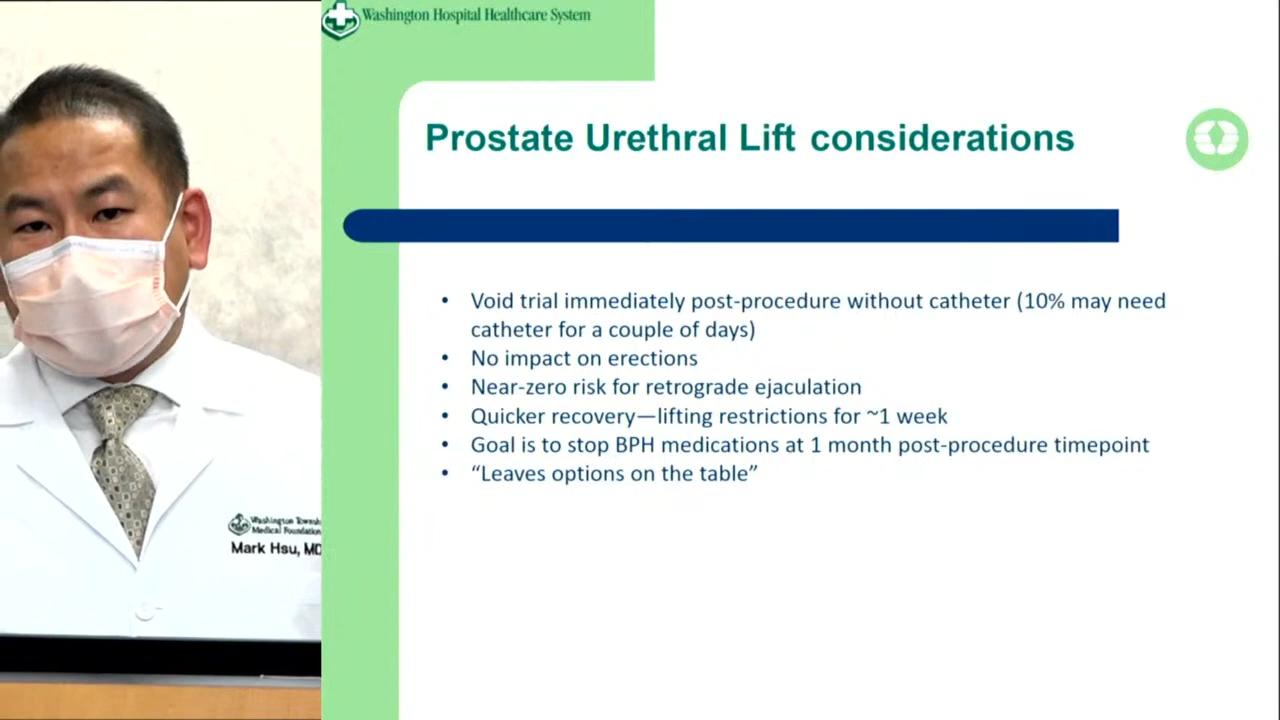 Washington Hospital Healthcare System
Prostate Urethral Lift considerations
• Void trial immediately post-procedure without catheter (10% may need
catheter for a couple of days)
• No impact on erections
• Near-zero risk for retrograde ejaculation
• Quicker recovery—lifting restrictions for ~1 week
• Goal is to stop BPH medications at 1 month post-procedure timepoint
• “Leaves options on the table”
Washington Townsh
Medical Foundation
Mark Hsu, MD